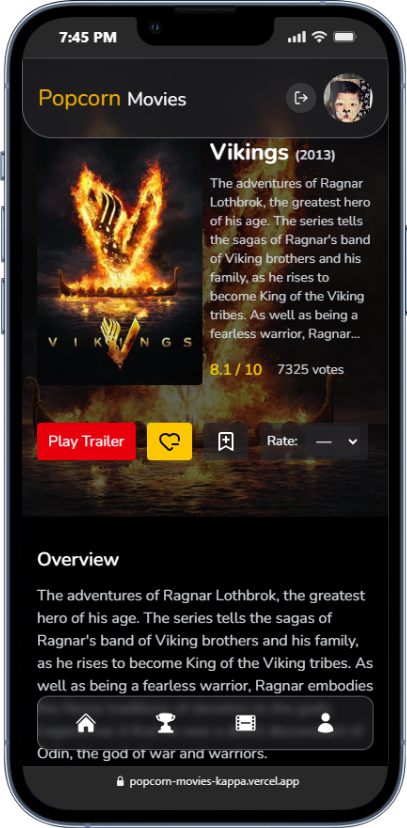 7:45 PM
Popcorn Movies
Vikings (2013)
The adventures of Ragnar
Lothbrok, the greatest hero
of his age. The series tells
the sagas of Ragnar's band
of Viking brothers and his
family, as he rises to
become King of the Viking
tribes. As well as being a
fearless warrior, Ragnar...
VIKINGS
8.1 / 10 7325 votes
Play Trailer
Rate: —
Overview
The adventures of Ragnar Lothbrok, the greatest
hero of his age. The series tells the sagas of
Ragnar's band of Viking brothers and his family,
as he rises to become King of the Viking tribes. As
well as being a fearless warrior, Ragnar embodies
Odin, the god of war and warriors.
popcorn-movies-kappa.vercel.app